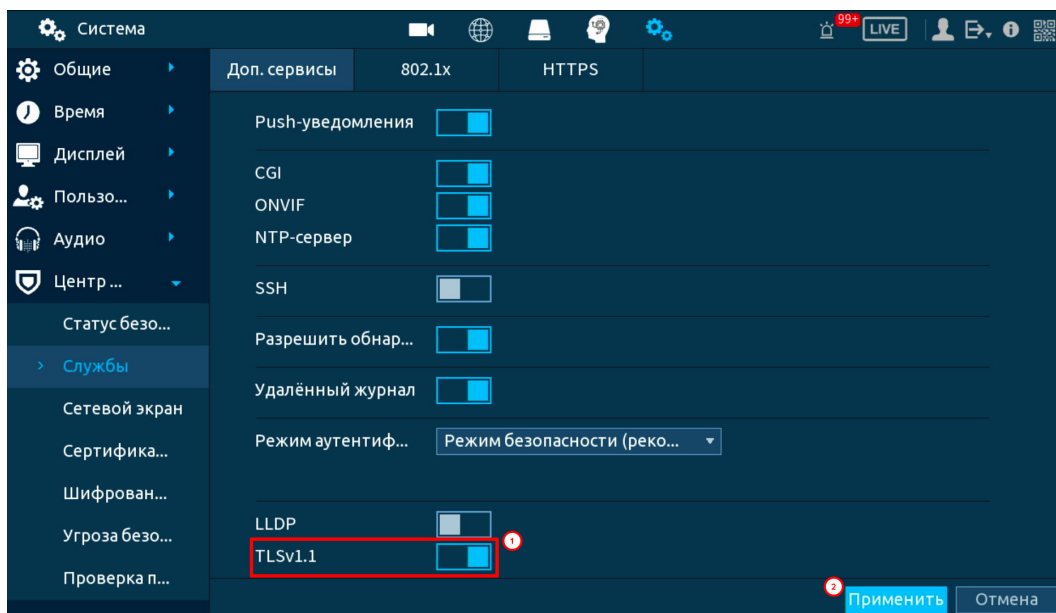 Система
99+
LIVE
Общие
Время
Дисплей
Пользо...
Аудио
Центр ...
Статус безо...
Службы
Сетевой экран
Сертифика...
Шифрован...
Угроза безо...
Проверка п...
Доп. сервисы 802.1x HTTPS
Push-уведомления
CGI
ONVIF
NTP-сервер
SSH
Разрешить обнар...
Удалённый журнал
Режим аутентиф... Режим безопасности (реко...
LLDP
TLSv1.1
1
2
Применить Отмена